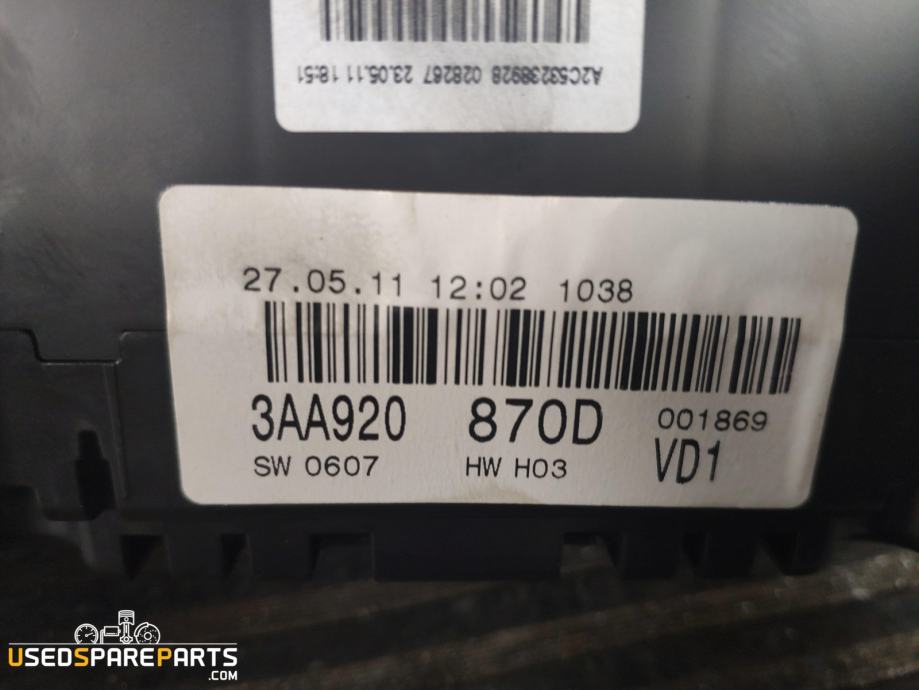 A2C53238928 028267 23.05.11 18:51
27.05.11 12:02 1038
3AA920 870D 001869
SW 0607 HW H03 VD1
USEDSPAREPARTS
.COM